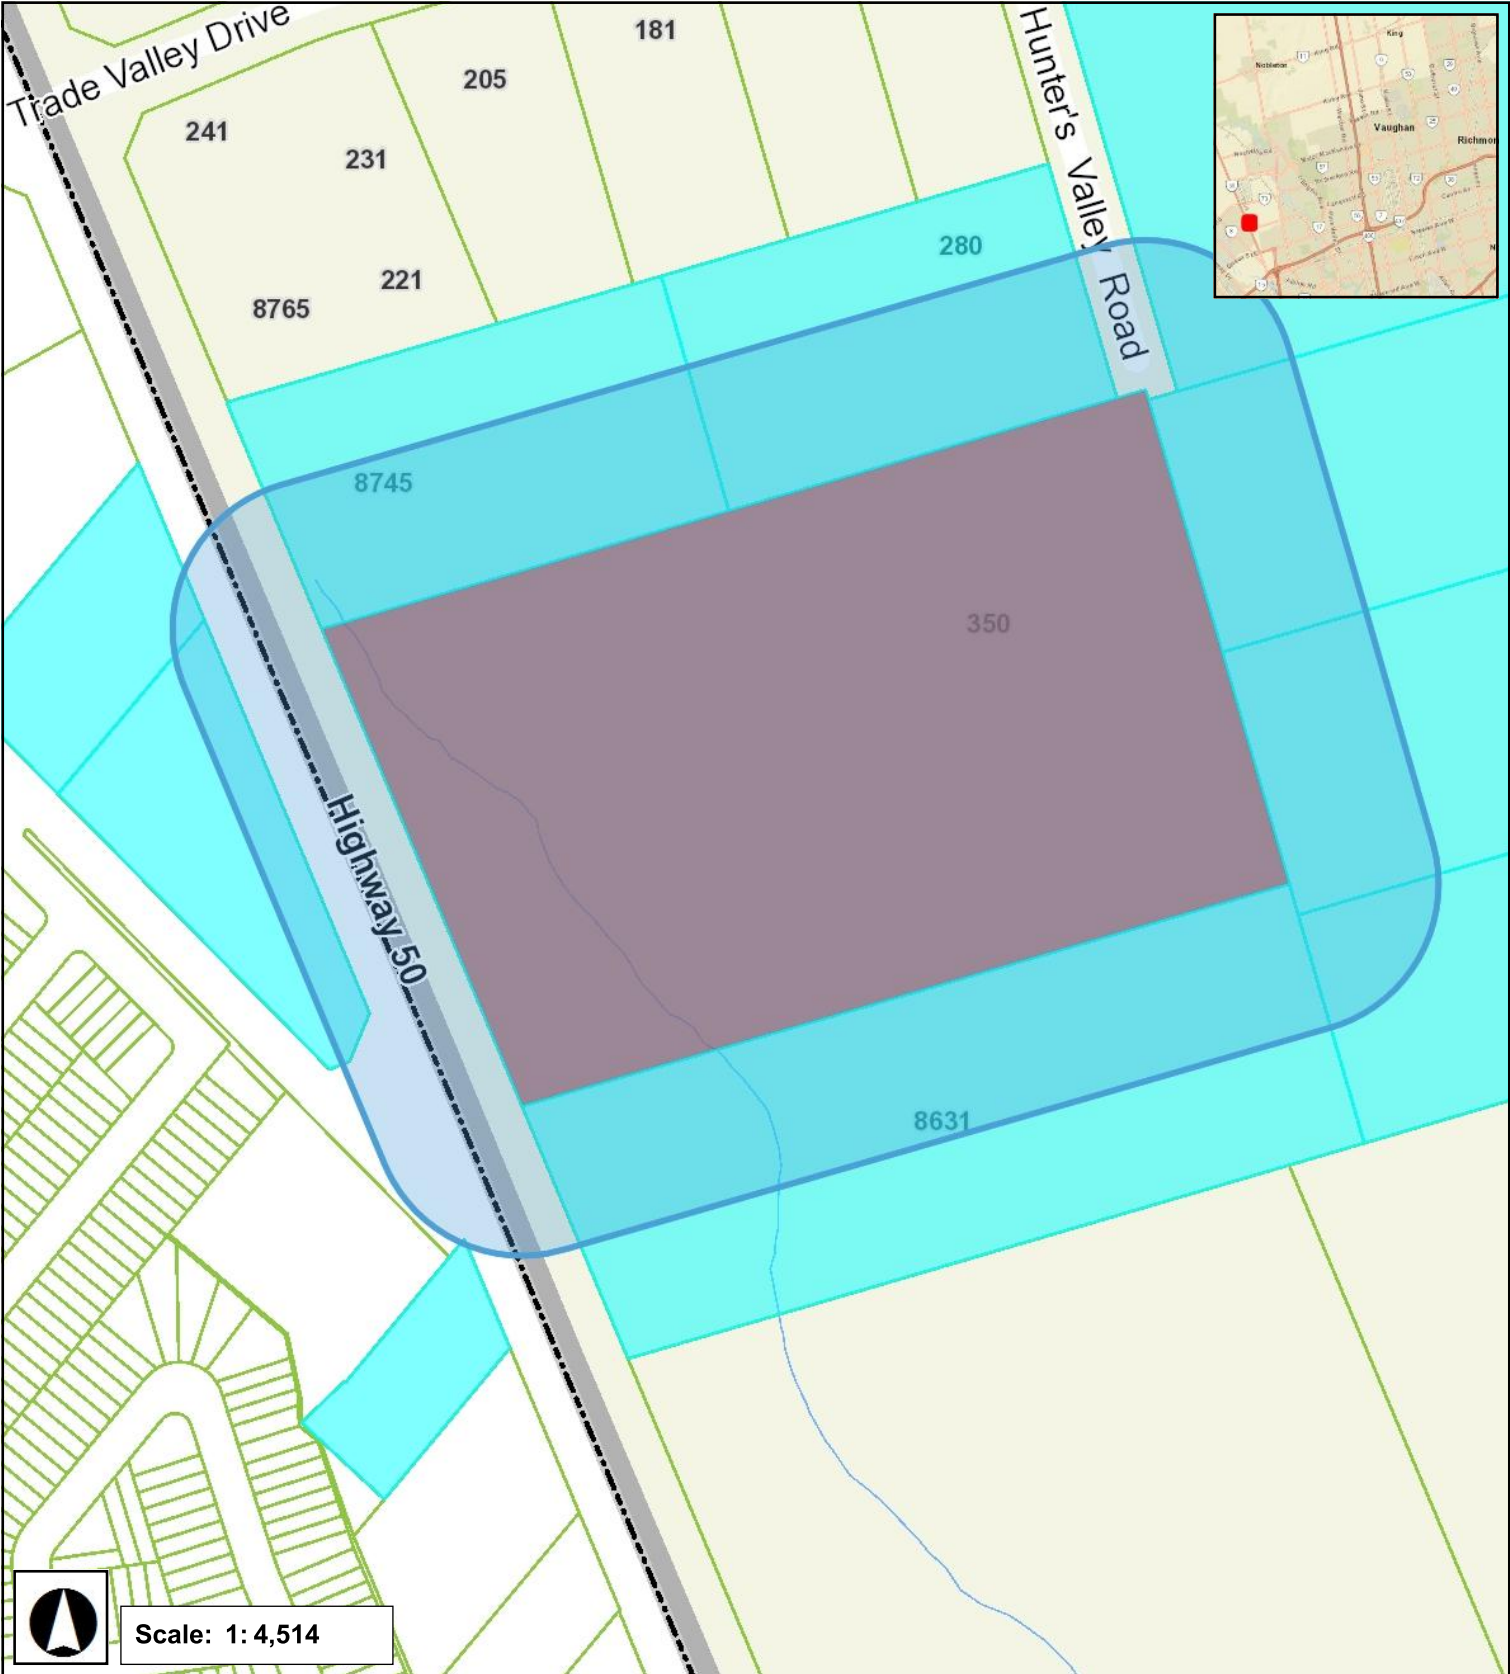 Trade Valley Drive
181
205
241
231
221
8765
Hunter's Valley Road
280
King
Nobleton
Vaughan
Richmon
8745
350
Highway 50
8631
Scale: 1: 4,514